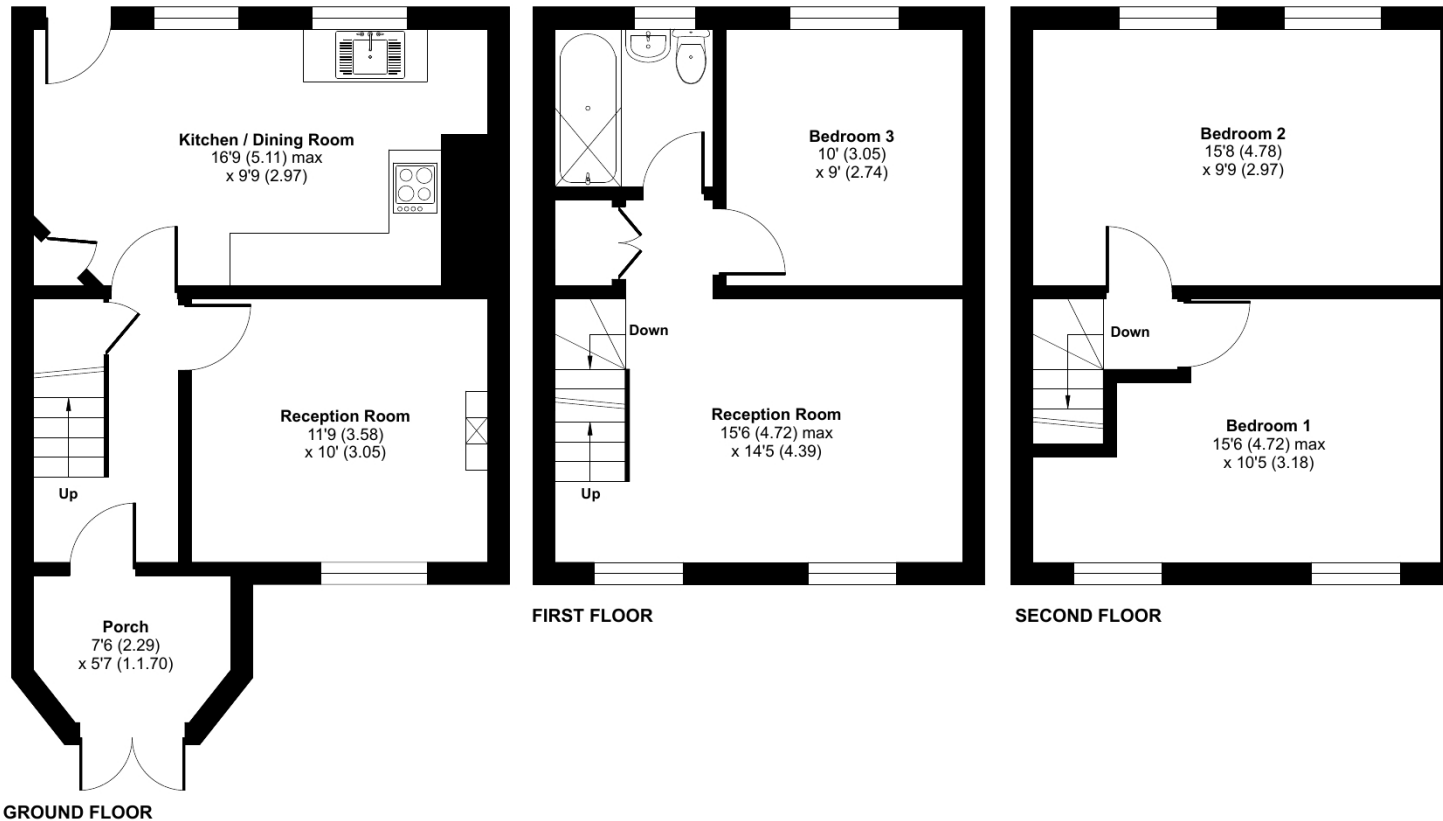 Kitchen / Dining Room
16'9 (5.11) max
x 9'9 (2.97)
Reception Room
11'9 (3.58)
x 10' (3.05)
Up
Porch
7'6 (2.29)
x 5'7 (1.1.70)
GROUND FLOOR
Bedroom 3
10' (3.05)
x 9' (2.74)
Down
Reception Room
15'6 (4.72) max
x 14'5 (4.39)
Up
FIRST FLOOR
Bedroom 2
15'8 (4.78)
x 9'9 (2.97)
Down
Bedroom 1
15'6 (4.72) max
x 10'5 (3.18)
SECOND FLOOR